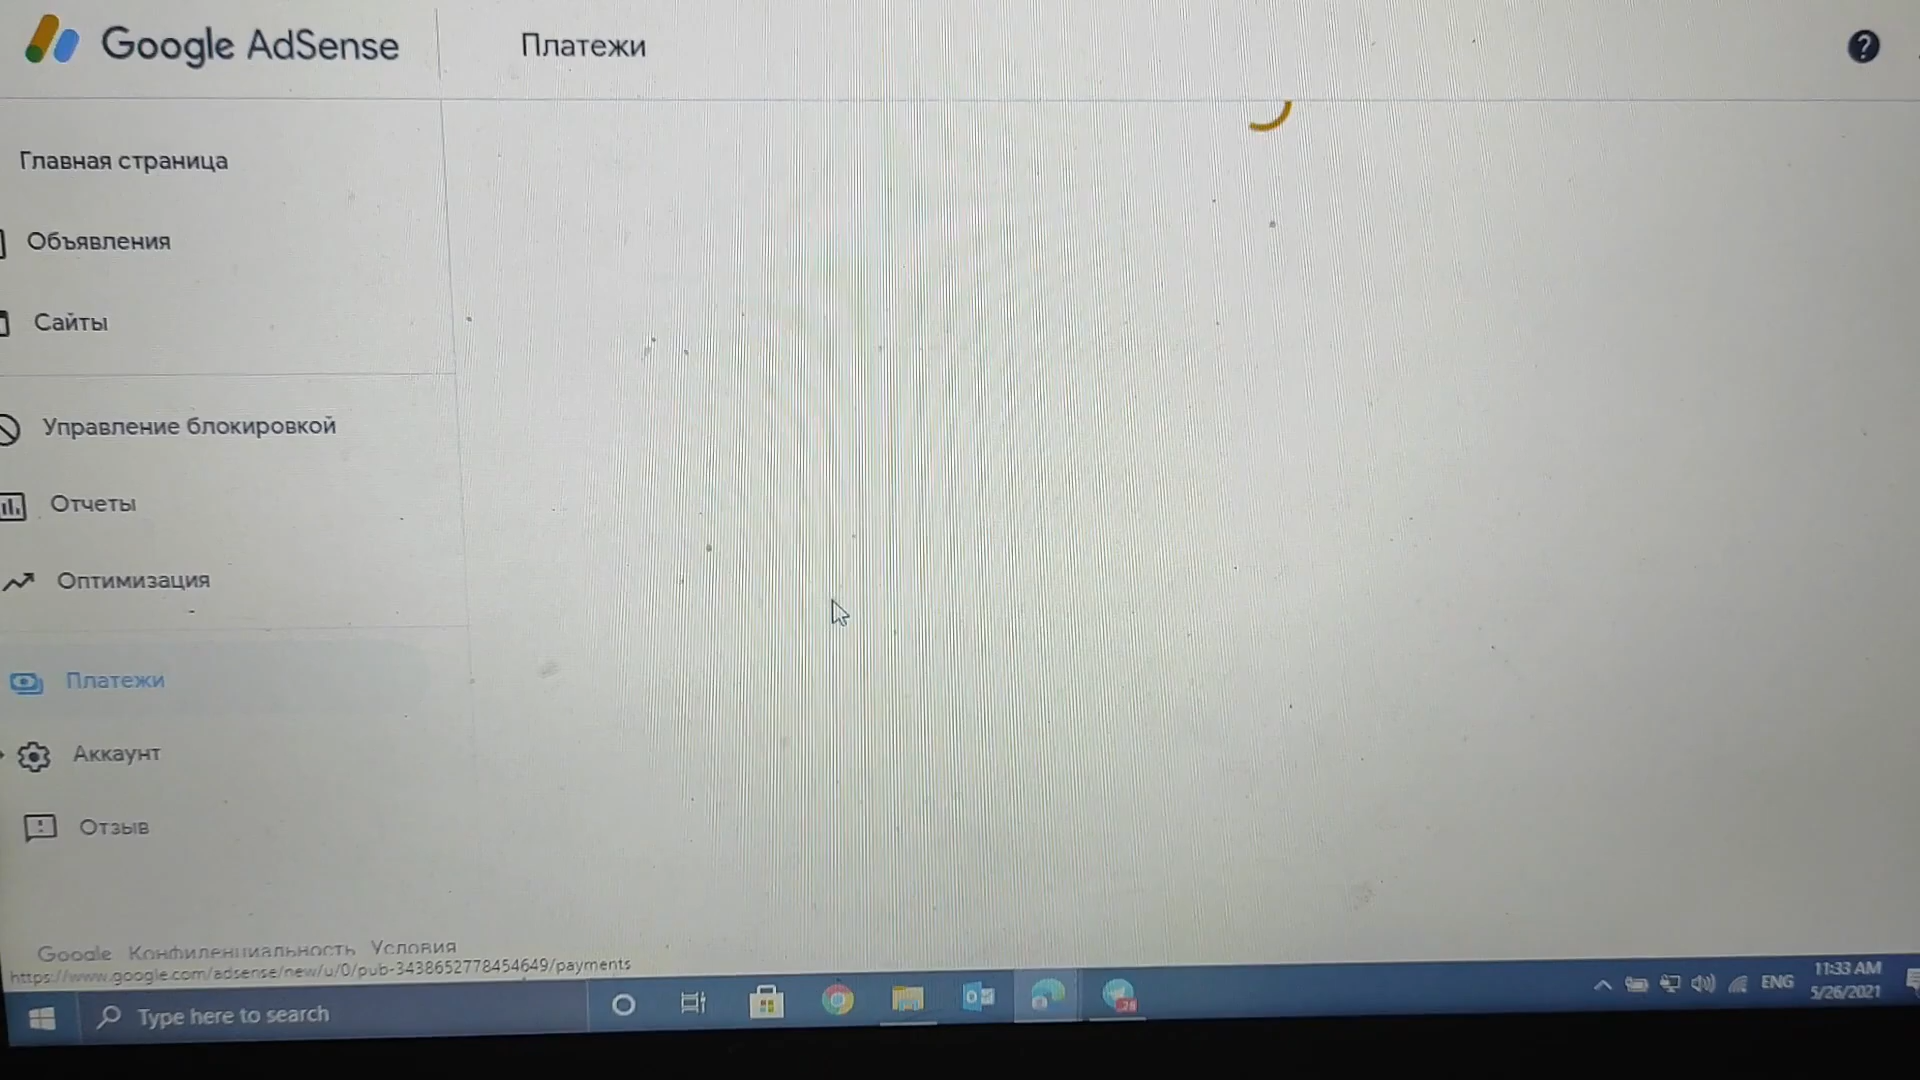 Google AdSense
Платежи
Главная страница
Объявления
Сайты
Управление блокировкой
Отчеты
Оптимизация
Платежи
Аккаунт
Отзыв
Google Конфиденциальность Условия
https://www.google.com/adsense/new/u/0/pub-3438652778454649/payments
Type here to search
28
ENG
11:33 AM
5/26/2021